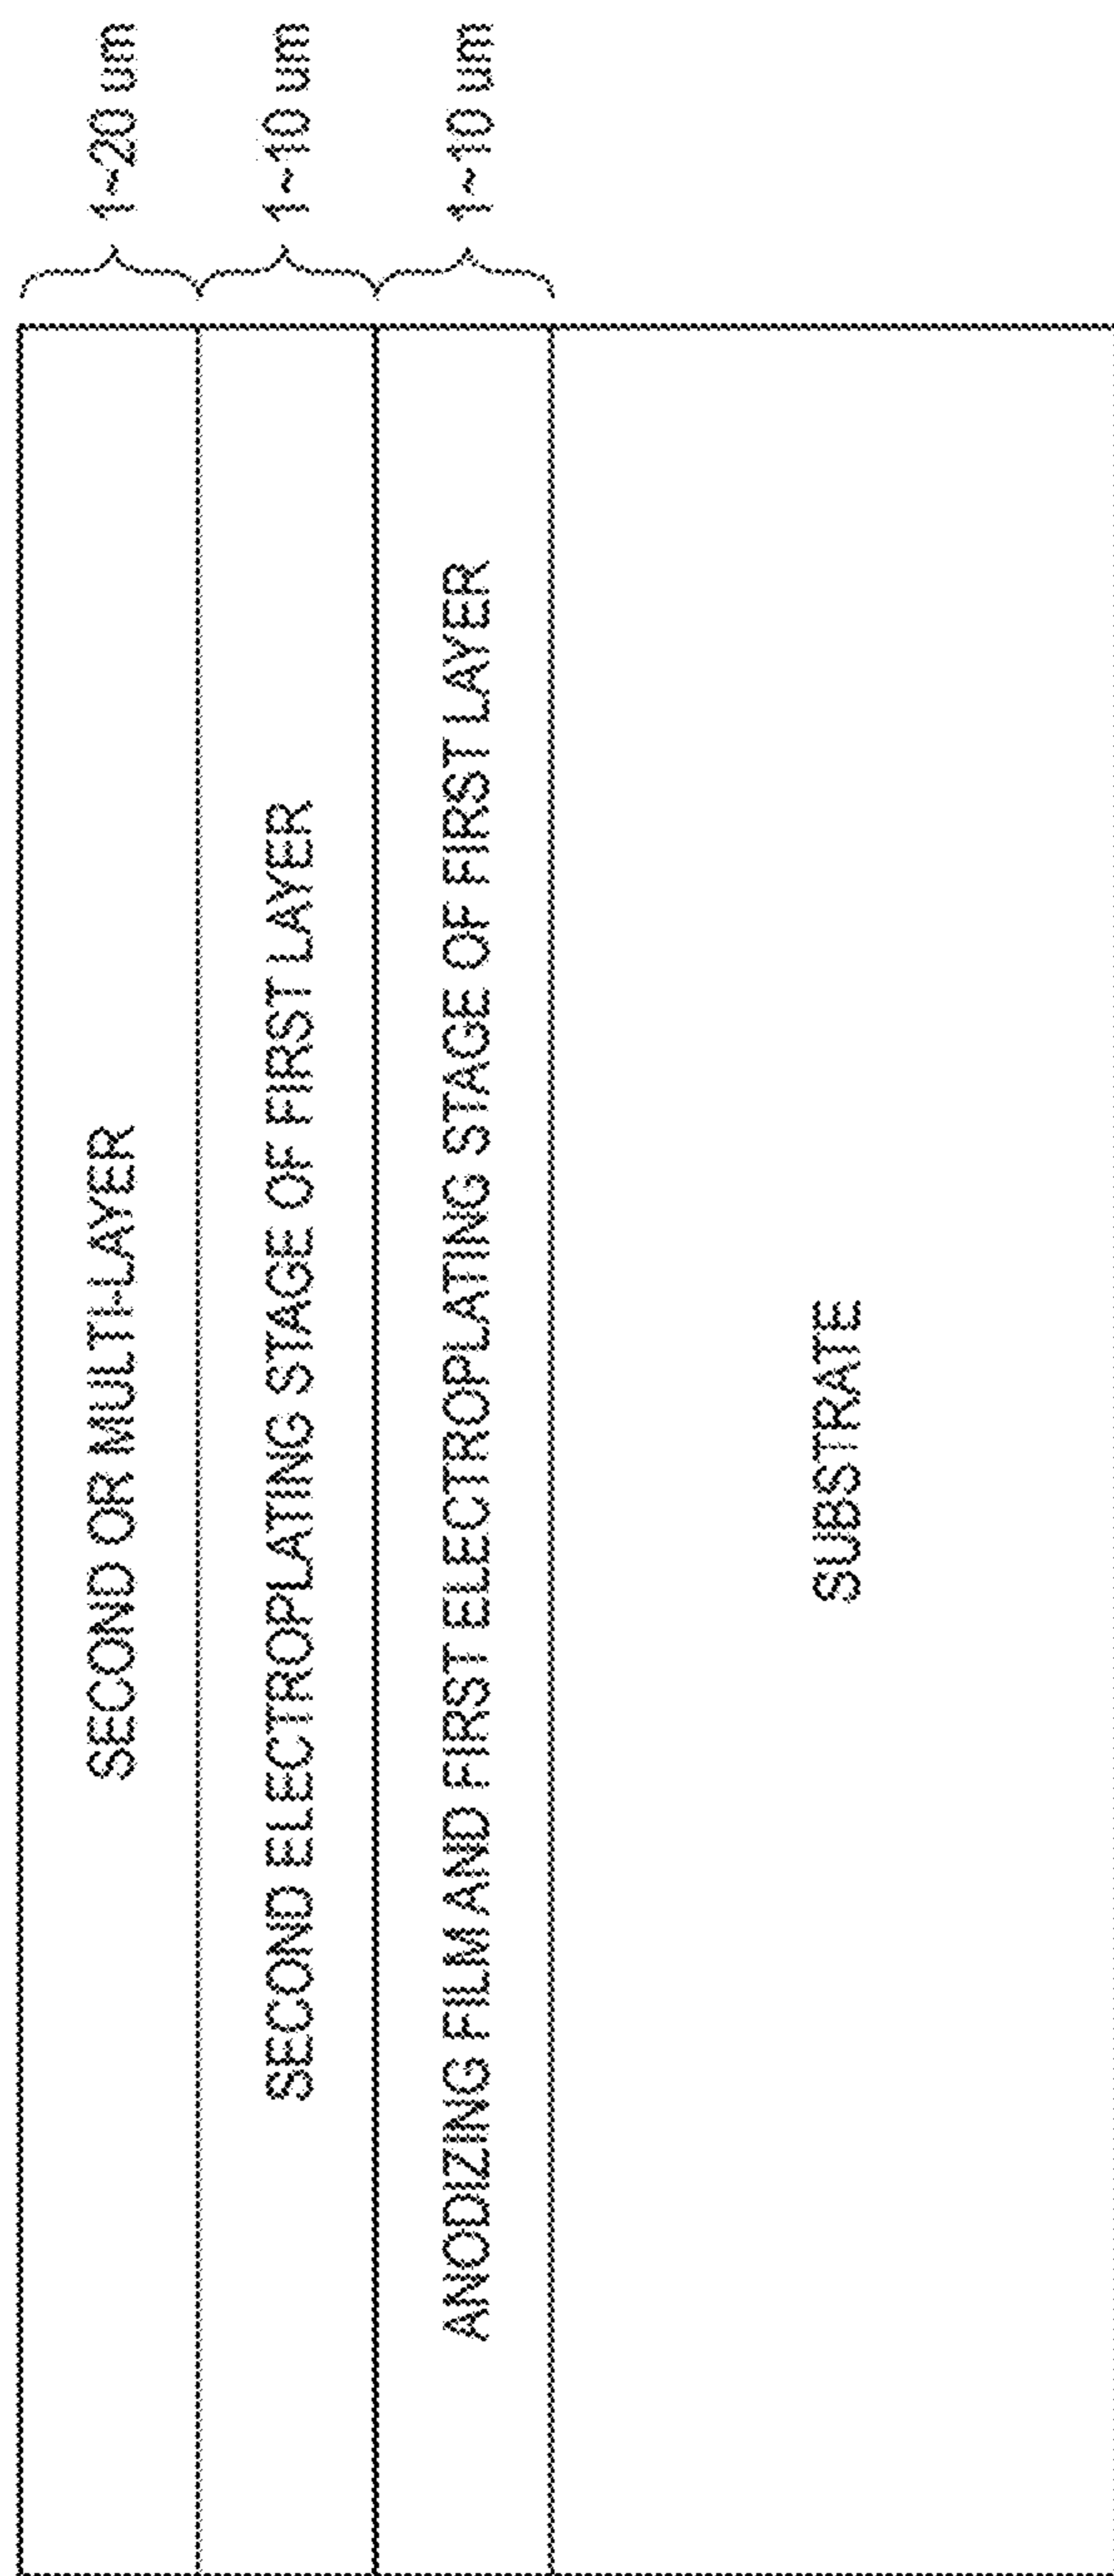 SECOND OR MULTI-LAYER
1~20 um
SECOND ELECTROPLATING STAGE OF FIRST LAYER
1~10 um
ANODIZING FILM AND FIRST ELECTROPLATING STAGE OF FIRST LAYER
1~10 um
SUBSTRATE